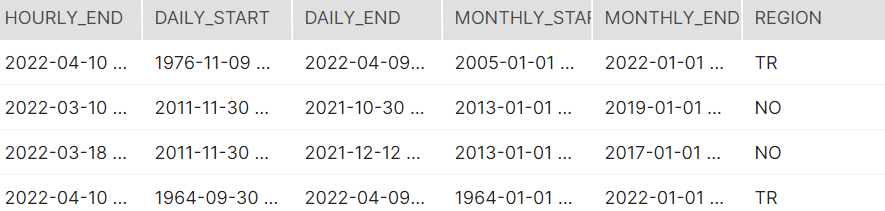 HOURLY_END DAILY_START DAILY_END MONTHLY_STAR MONTHLY_END REGION
2022-04-10 ... 1976-11-09 ... 2022-04-09... 2005-01-01 ... 2022-01-01 ... TR
2022-03-10 ... 2011-11-30 ... 2021-10-30 ... 2013-01-01 ... 2019-01-01 ... NO
2022-03-18 ... 2011-11-30 ... 2021-12-12 ... 2013-01-01 ... 2017-01-01 ... NO
2022-04-10 ... 1964-09-30 ... 2022-04-09... 1964-01-01 ... 2022-01-01 ... TR